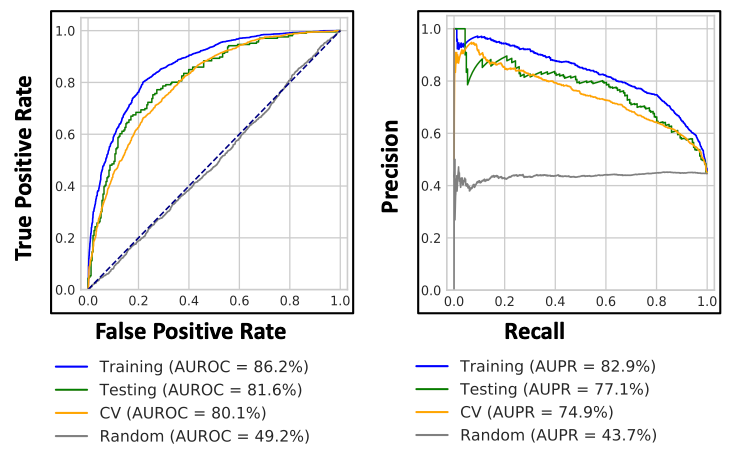 True Positive Rate
1.0
0.8
0.6
0.4
0.2
0.0
0.0 0.2 0.4 0.6 0.8 1.0
False Positive Rate
Training (AUROC = 86.2%)
Testing (AUROC = 81.6%)
CV (AUROC = 80.1%)
Random (AUROC = 49.2%)
Precision
1.0
0.8
0.6
0.4
0.2
0.0
0.0 0.2 0.4 0.6 0.8 1.0
Recall
Training (AUPR = 82.9%)
Testing (AUPR = 77.1%)
CV (AUPR = 74.9%)
Random (AUPR = 43.7%)